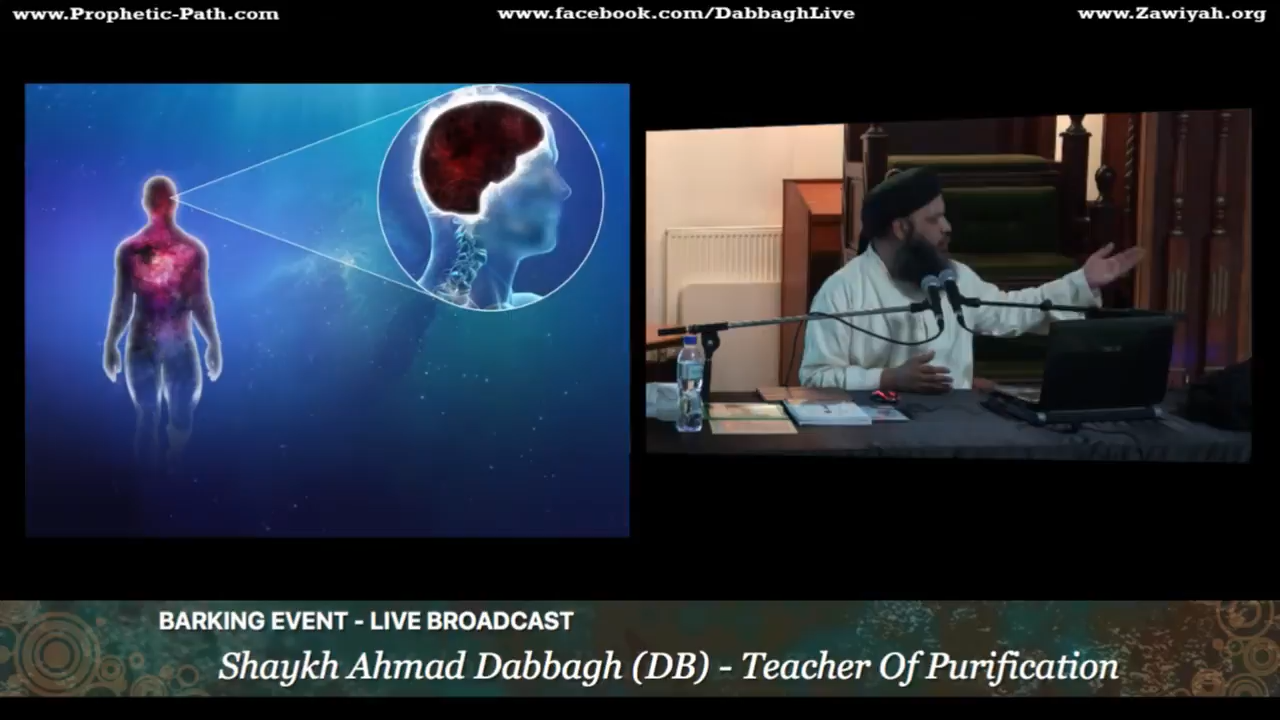 www.Prophetic-Path.com www.facebook.com/DabbaghLive www.Zawiyah.org
BARKING EVENT - LIVE BROADCAST
Shaykh Ahmad Dabbagh (DB) - Teacher Of Purification